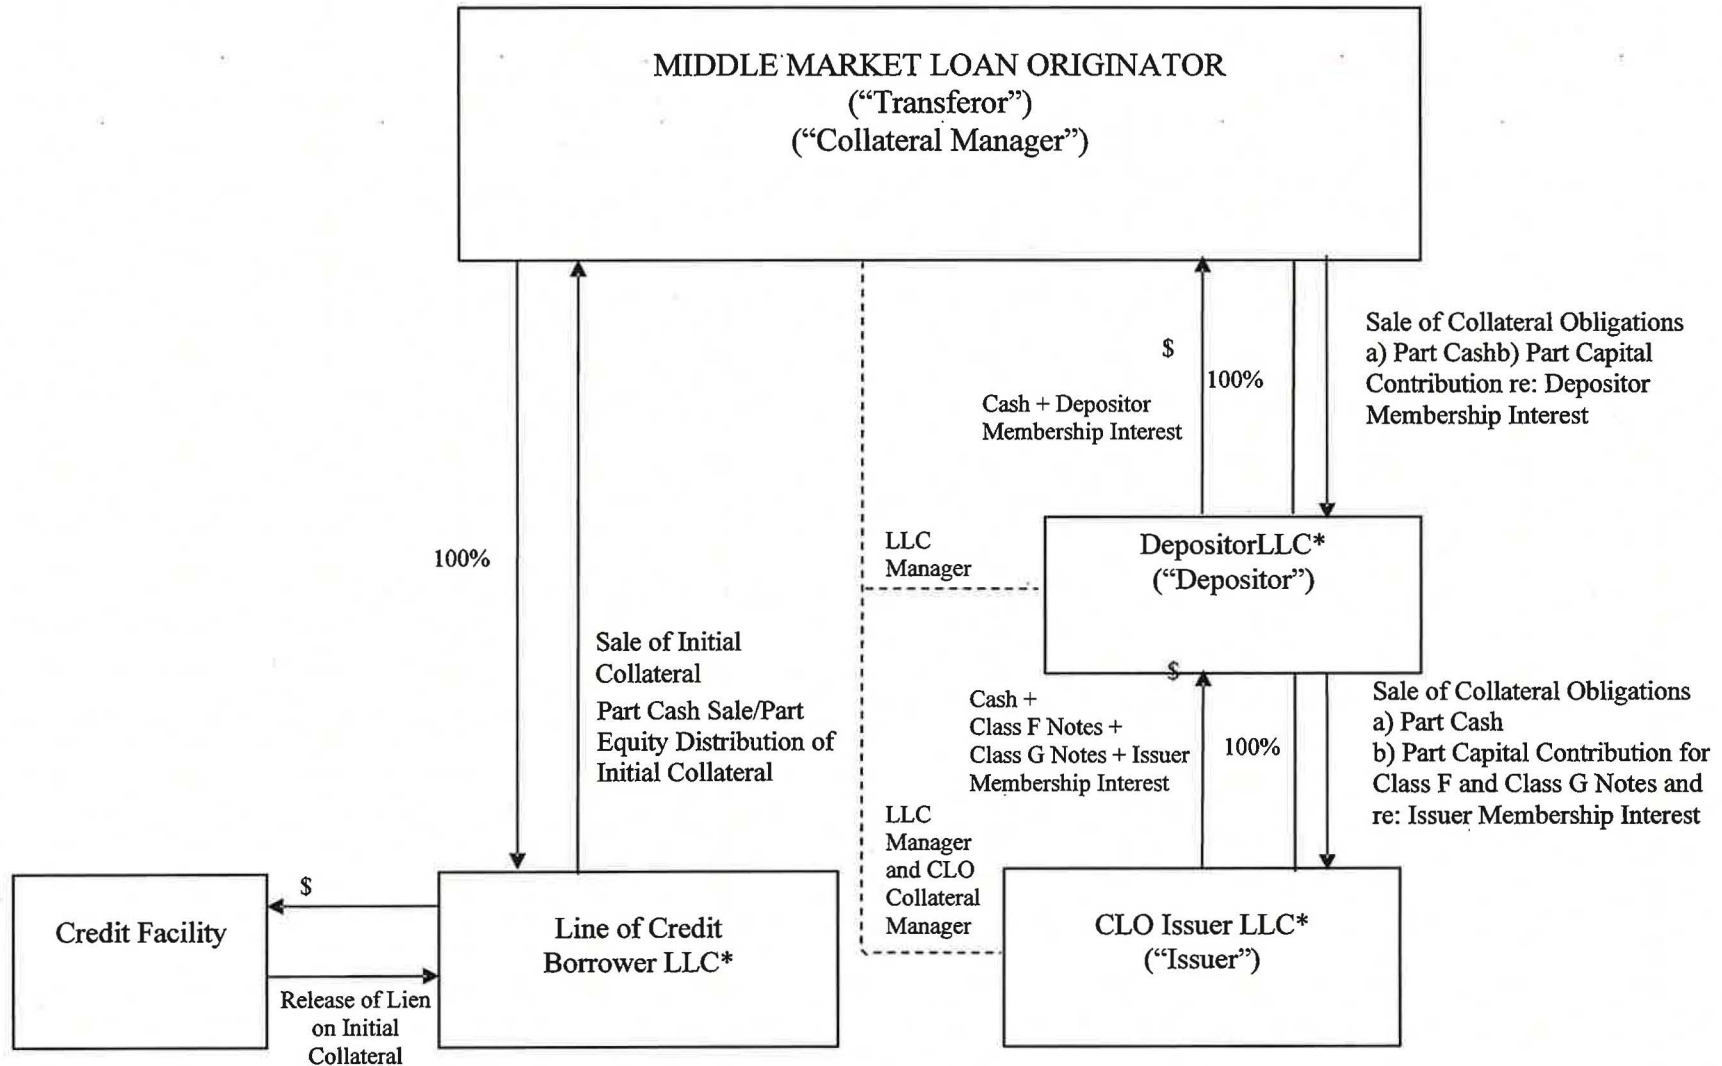 MIDDLE MARKET LOAN ORIGINATOR
(“Transferor”)
(“Collateral Manager”)
Sale of Collateral Obligations
a) Part Cashb) Part Capital
Contribution re: Depositor
Membership Interest
$
100%
Cash + Depositor
Membership Interest
LLC
Manager
DepositorLLC*
(“Depositor”)
100%
Sale of Initial
Collateral
Part Cash Sale/Part
Equity Distribution of
Initial Collateral
$
Cash +
Class F Notes +
Class G Notes + Issuer
Membership Interest
100%
Sale of Collateral Obligations
a) Part Cash
b) Part Capital Contribution for
Class F and Class G Notes and
re: Issuer Membership Interest
LLC
Manager
and CLO
Collateral
Manager
Credit Facility
$
Release of Lien
on Initial
Collateral
Line of Credit
Borrower LLC*
CLO Issuer LLC*
(“Issuer”)